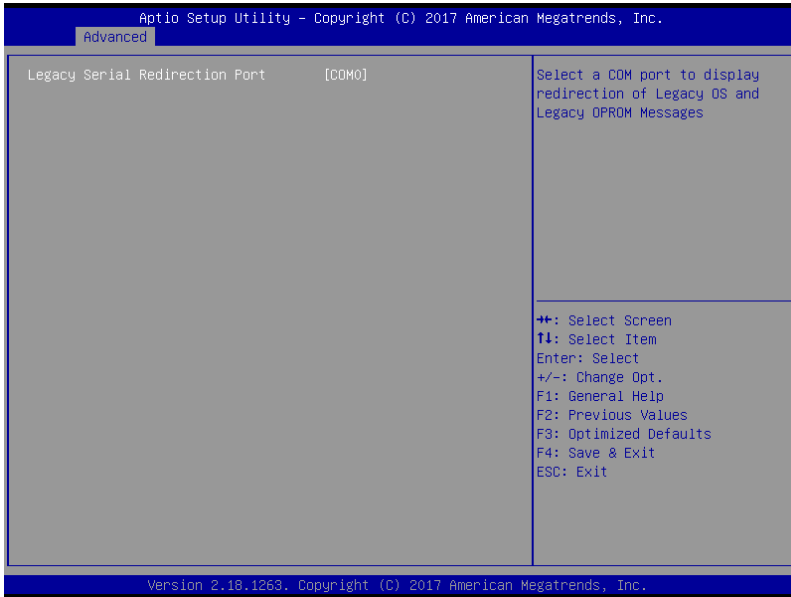 Aptio Setup Utility – Copyright (C) 2017 American Megatrends, Inc.
Advanced
Legacy Serial Redirection Port [COM0]
Select a COM port to display
redirection of Legacy OS and
Legacy OPROM Messages
→←: Select Screen
↑↓: Select Item
Enter: Select
+/-: Change Opt.
F1: General Help
F2: Previous Values
F3: Optimized Defaults
F4: Save & Exit
ESC: Exit
Version 2.18.1263. Copyright (C) 2017 American Megatrends, Inc.